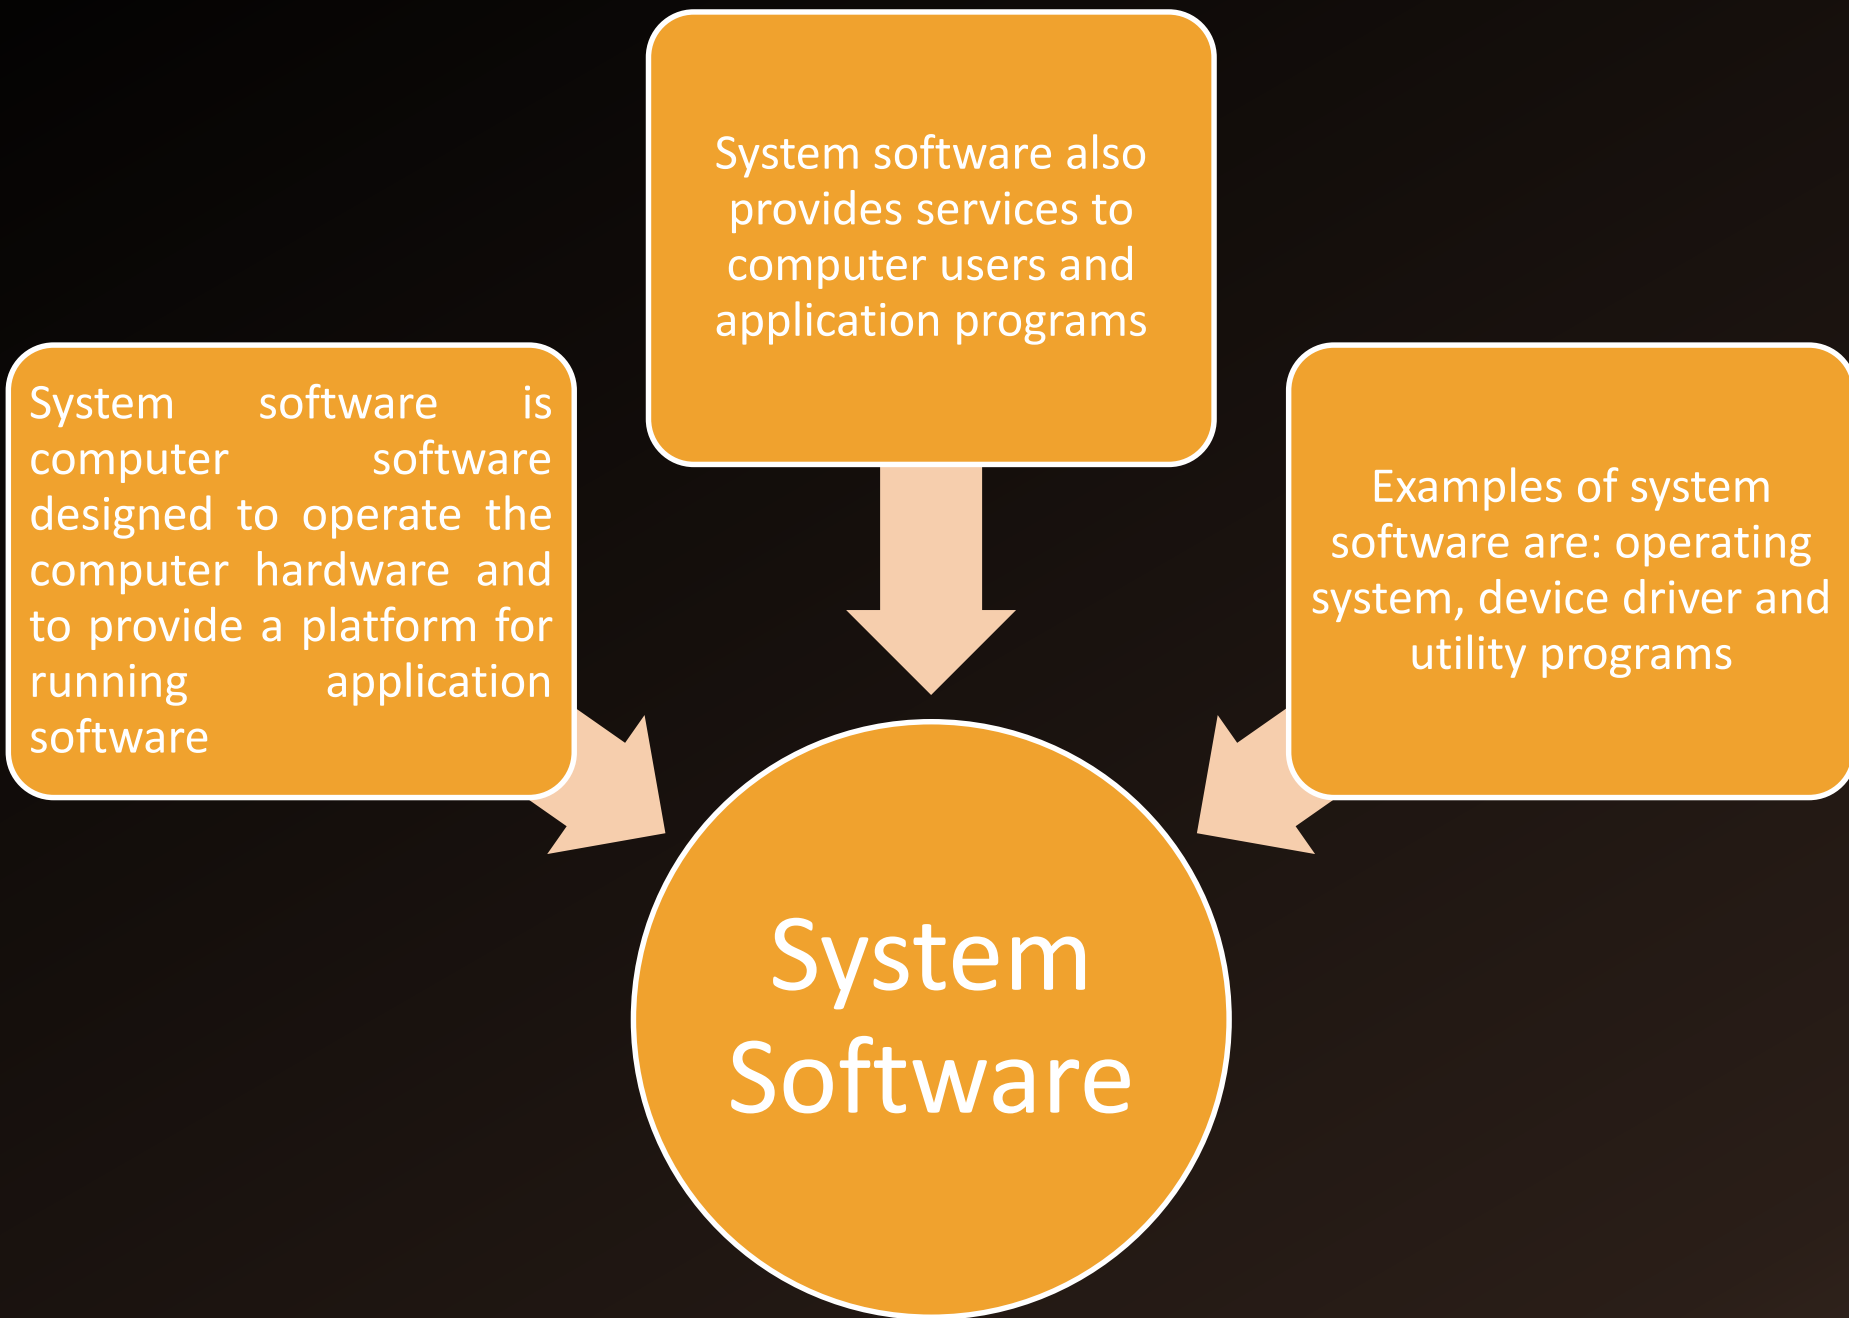 System software is
computer software
designed to operate the
computer hardware and
to provide a platform for
running application
software
System software also
provides services to
computer users and
application programs
Examples of system
software are: operating
system, device driver and
utility programs
System
Software